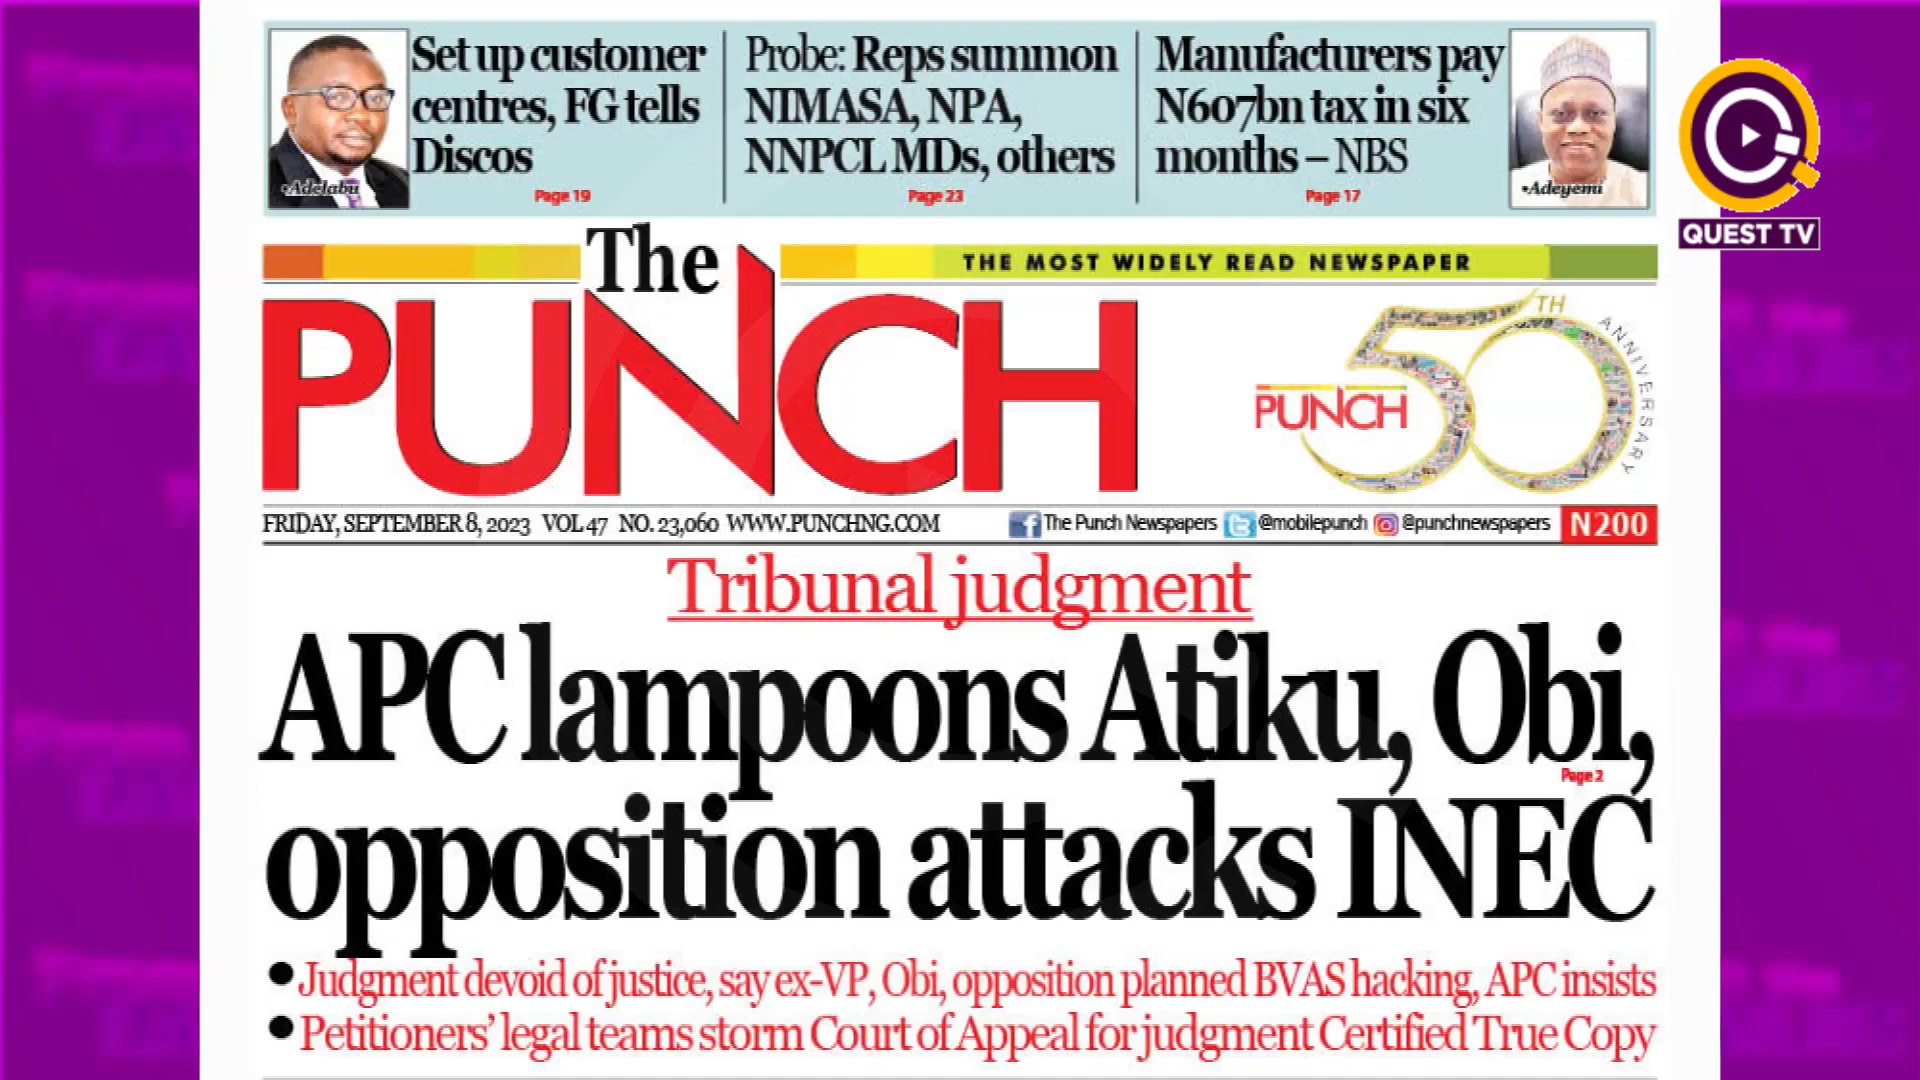 Set up customer
centres, FG tells
Discos
Page 19
•Adelabu
Probe: Reps summon
NIMASA, NPA,
NNPCL MDs, others
Page 23
Manufacturers pay
N607bn tax in six
months – NBS
Page 17
•Adeyemi
QUEST TV
The
PUNCH
THE MOST WIDELY READ NEWSPAPER
PUNCH
50TH ANNIVERSARY
FRIDAY, SEPTEMBER 8, 2023 VOL 47 NO. 23,060 WWW.PUNCHNG.COM
The Punch Newspapers @mobilepunch @punchnewspapers N200
Tribunal judgment
APC lampoons Atiku, Obi,
Page 2
opposition attacks INEC
•Judgment devoid of justice, say ex-VP, Obi, opposition planned BVAS hacking, APC insists
•Petitioners’ legal teams storm Court of Appeal for judgment Certified True Copy